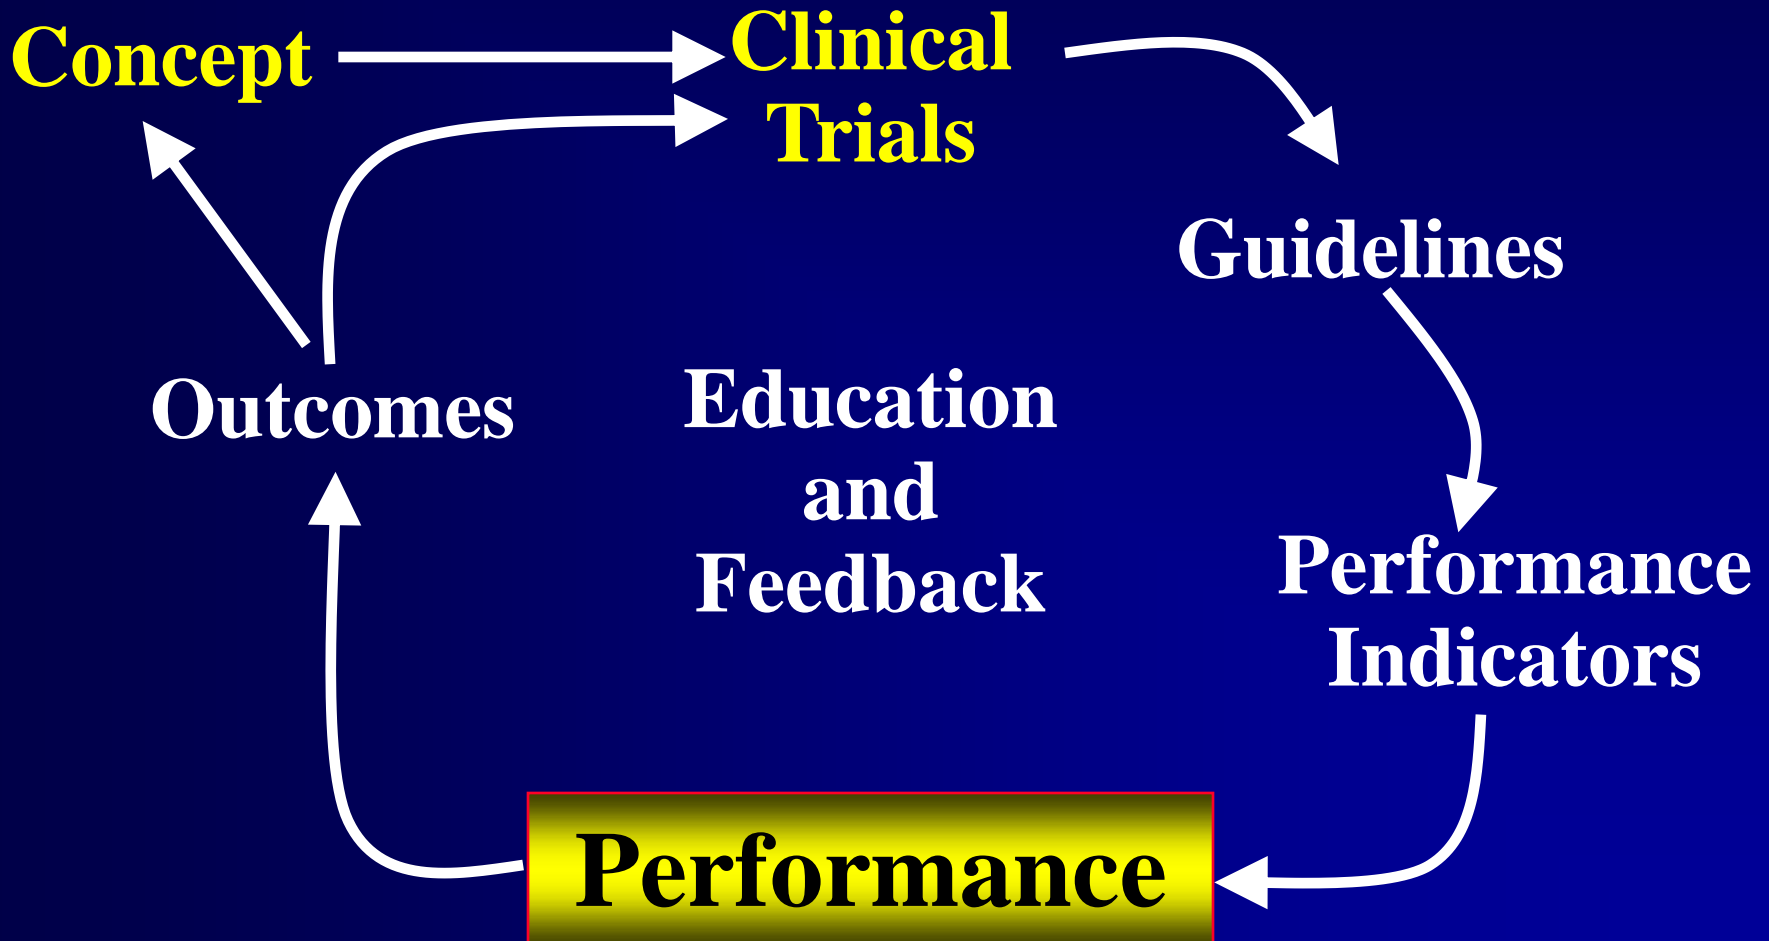 Concept
Clinical
Trials
Guidelines
Outcomes
Education
and
Feedback
Performance
Indicators
Performance